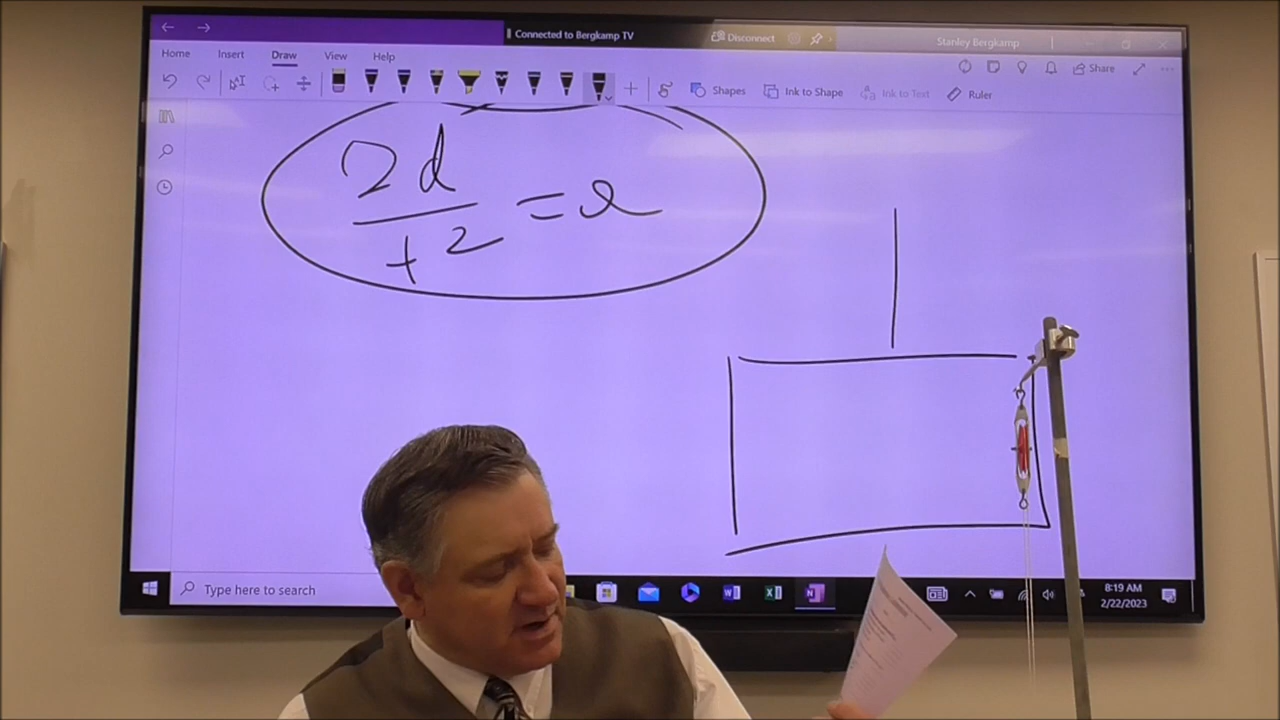 Connected to Bergkamp TV
Disconnect
Stanley Bergkamp
Home Insert Draw View Help
Share
Shapes Ink to Shape Ink to Text Ruler
2d
t2 = a
Type here to search
8:19 AM
2/22/2023